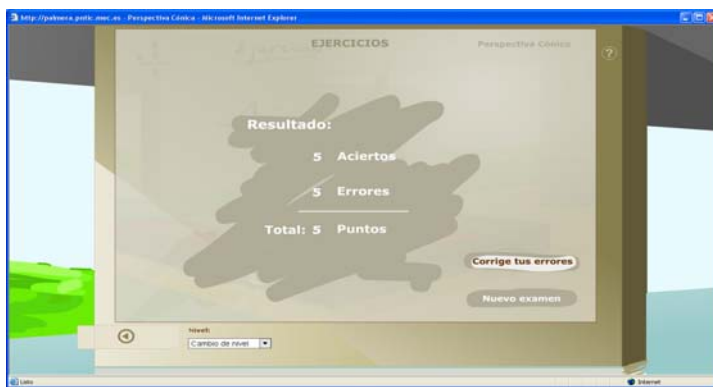 http://palmera.pntic.mec.es - Perspectiva Cónica - Microsoft Internet Explorer
EJERCICIOS
Perspectiva Cónica
?
Resultado:
5 Aciertos
5 Errores
Total: 5 Puntos
Corrige tus errores
Nuevo examen
Nivel:
Cambio de nivel
Listo
Internet